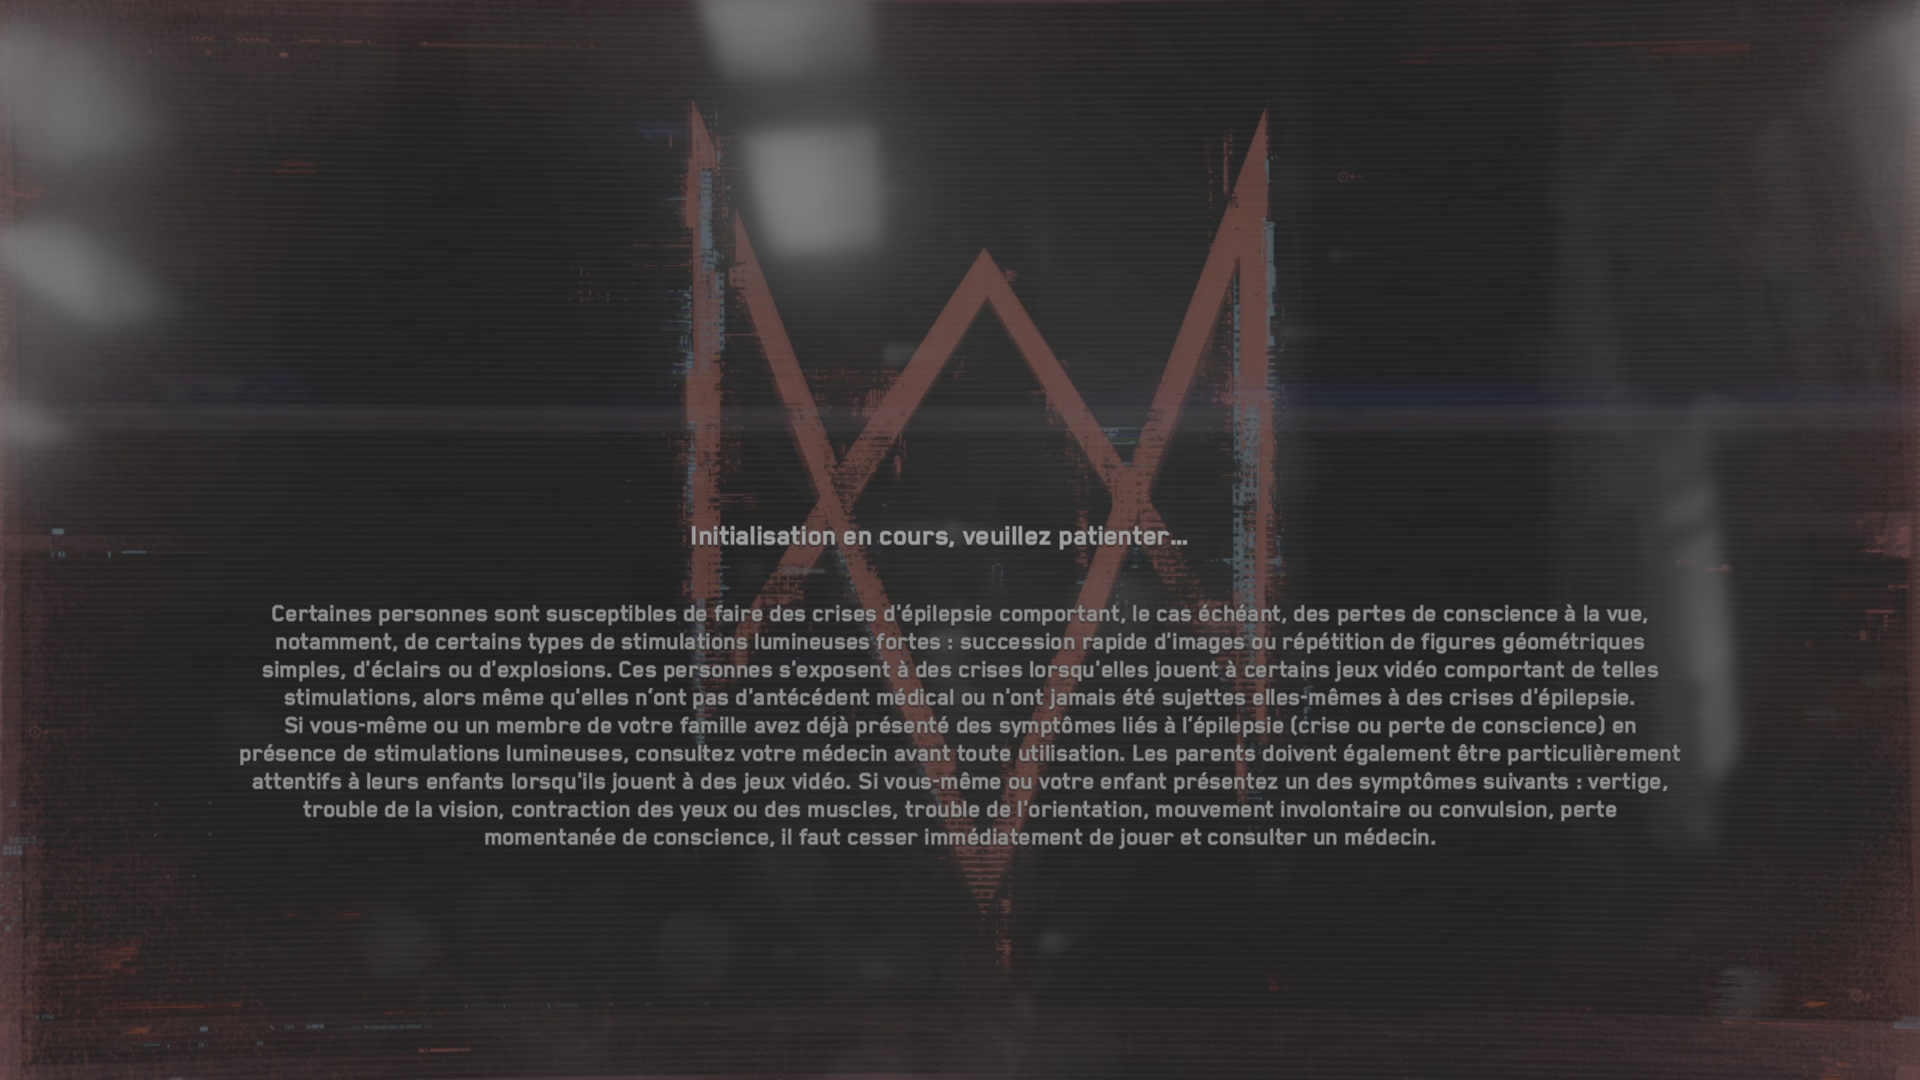 Initialisation en cours, veuillez patienter...
Certaines personnes sont susceptibles de faire des crises d'épilepsie comportant, le cas échéant, des pertes de conscience à la vue,
notamment, de certains types de stimulations lumineuses fortes : succession rapide d'images ou répétition de figures géométriques
simples, d'éclairs ou d'explosions. Ces personnes s'exposent à des crises lorsqu'elles jouent à certains jeux vidéo comportant de telles
stimulations, alors même qu'elles n’ont pas d'antécédent médical ou n'ont jamais été sujettes elles-mêmes à des crises d'épilepsie.
Si vous-même ou un membre de votre famille avez déjà présenté des symptômes liés à l’épilepsie (crise ou perte de conscience) en
présence de stimulations lumineuses, consultez votre médecin avant toute utilisation. Les parents doivent également être particulièrement
attentifs à leurs enfants lorsqu'ils jouent à des jeux vidéo. Si vous-même ou votre enfant présentez un des symptômes suivants : vertige,
trouble de la vision, contraction des yeux ou des muscles, trouble de l'orientation, mouvement involontaire ou convulsion, perte
momentanée de conscience, il faut cesser immédiatement de jouer et consulter un médecin.